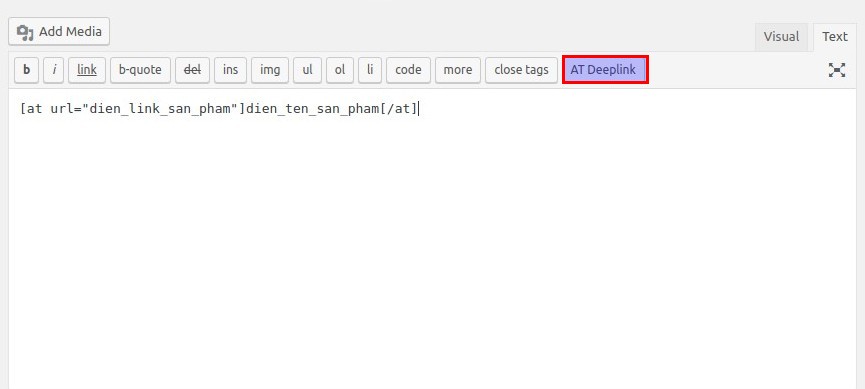 Add Media
Visual Text
b i link b-quote del ins img ul ol li code more close tags AT Deeplink
[at url="dien_link_san_pham"]dien_ten_san_pham[/at]